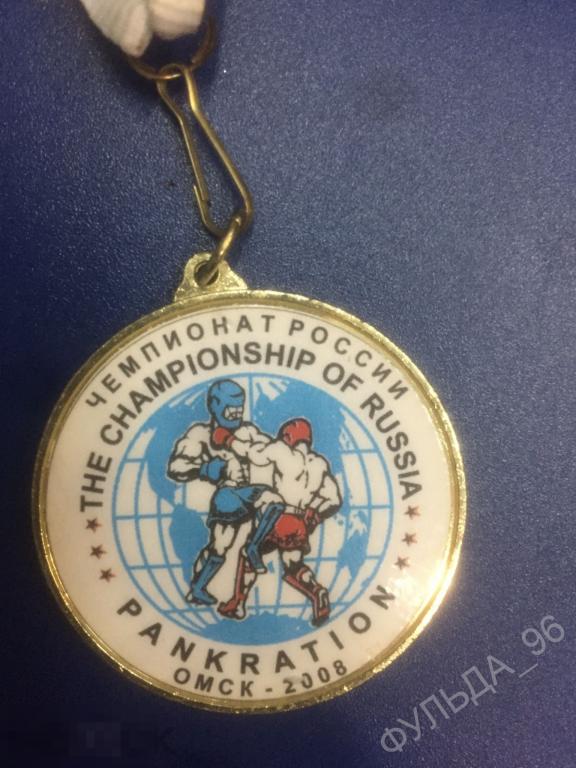 ЧЕМПИОНАТ РОССИИ
THE CHAMPIONSHIP OF RUSSIA
PANKRATION
ОМСК - 2008
ФУЛЬДА_96